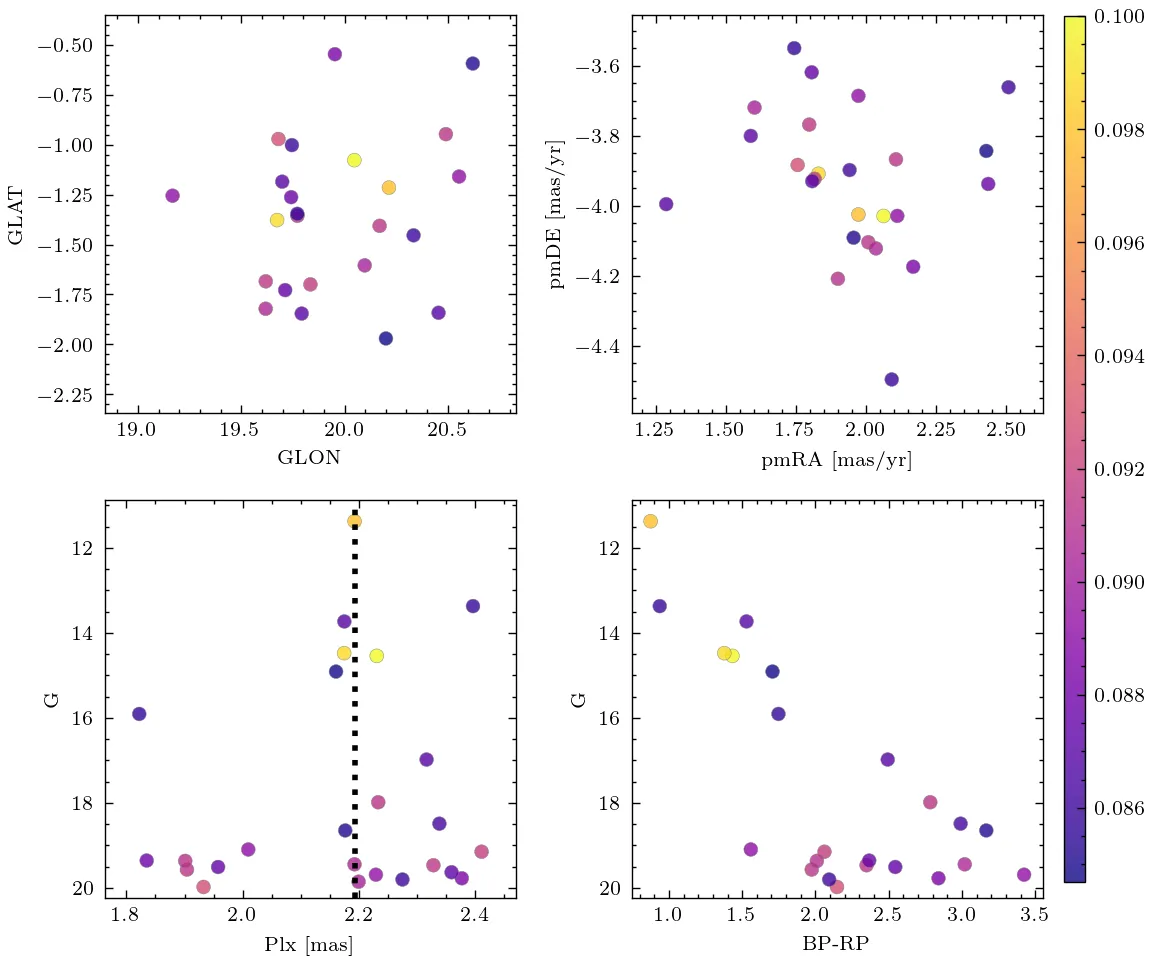 −0.50
−0.75
−1.00
−1.25
−1.50
−1.75
−2.00
−2.25
GLAT
19.0 19.5 20.0 20.5
GLON
−3.6
−3.8
−4.0
−4.2
−4.4
pmDE [mas/yr]
1.25 1.50 1.75 2.00 2.25 2.50
pmRA [mas/yr]
12
14
16
18
20
G
1.8 2.0 2.2 2.4
Plx [mas]
12
14
16
18
20
G
1.0 1.5 2.0 2.5 3.0 3.5
BP-RP
0.100
0.098
0.096
0.094
0.092
0.090
0.088
0.086